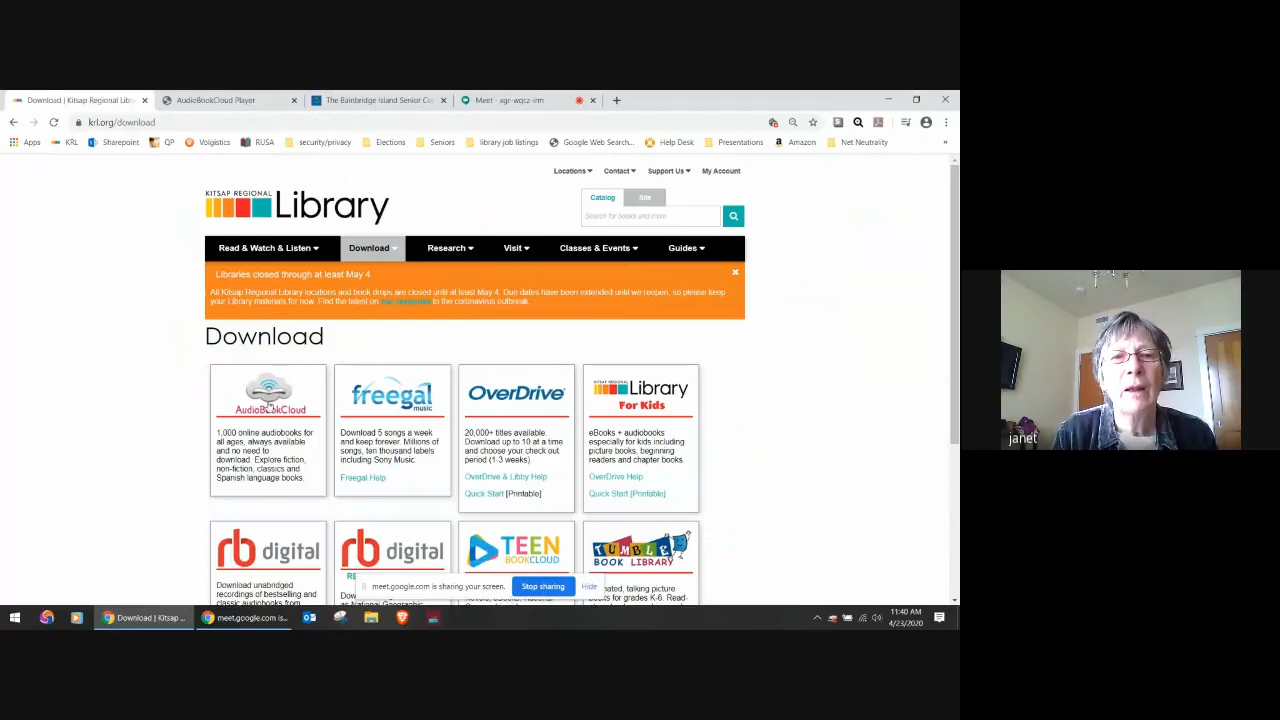 Download | Kitsap Regional Libra
AudioBookCloud Player
The Bainbridge Island Senior Co
Meet - xgr-wqcz-irm
krl.org/download
Apps
KRL
Sharepoint
QP
Volgistics
RUSA
security/privacy
Elections
Seniors
library job listings
Google Web Search...
Help Desk
Presentations
Amazon
Net Neutrality
Locations
Contact
Support Us
My Account
KITSAP REGIONAL
Library
Catalog
Site
Search for books and more
Read & Watch & Listen
Download
Research
Visit
Classes & Events
Guides
Libraries closed through at least May 4
All Kitsap Regional Library locations and book drops are closed until at least May 4. Due dates have been extended until we reopen, so please keep
your Library materials for now. Find the latest on our response to the coronavirus outbreak.
Download
AudioBookCloud
1,000 online audiobooks for
all ages, always available
and no need to
download. Explore fiction,
non-fiction, classics and
Spanish language books.
freegal
music
Download 5 songs a week
and keep forever. Millions of
songs, ten thousand labels
including Sony Music.
Freegal Help
OverDrive
20,000+ titles available.
Download up to 10 at a time
and choose your check out
period (1-3 weeks).
OverDrive & Libby Help
Quick Start [Printable]
KITSAP REGIONAL
Library
For Kids
eBooks + audiobooks
especially for kids including
picture books, beginning
readers and chapter books.
OverDrive Help
Quick Start [Printable]
rb digital
Download unabridged
recordings of bestselling and
classic audiobooks from
rb digital
TEEN
BOOKCLOUD
TUMBLE
BOOK LIBRARY
talking picture
books for grades K-6. Read-
meet.google.com is sharing your screen.
Stop sharing
Hide
janet
Download | Kitsap ...
meet.google.com is...
11:40 AM
4/23/2020